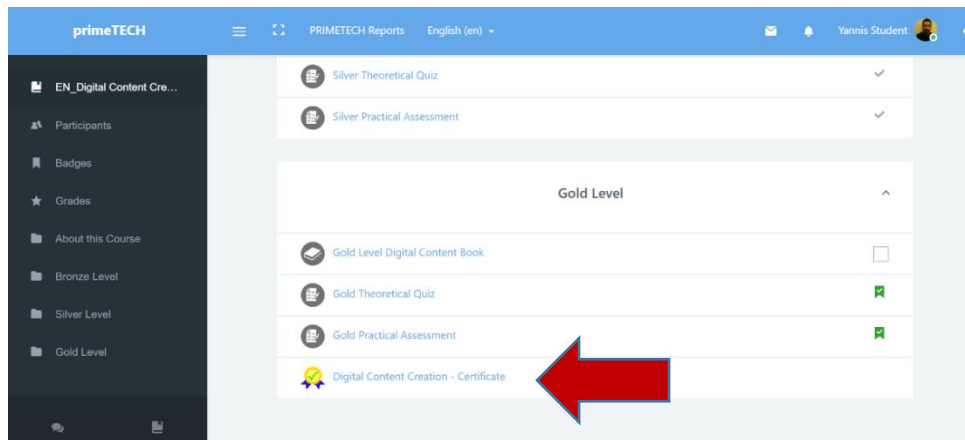 primeTECH
PRIMETECH Reports
English (en)
Yannis Student
EN_Digital Content Cre...
Participants
Badges
Grades
About this Course
Bronze Level
Silver Level
Gold Level
Silver Theoretical Quiz
Silver Practical Assessment
Gold Level
Gold Level Digital Content Book
Gold Theoretical Quiz
Gold Practical Assessment
Digital Content Creation - Certificate